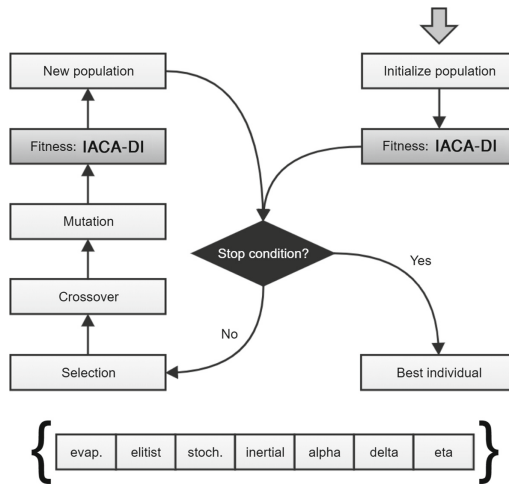 New population
Initialize population
Fitness: IACA-DI
Fitness: IACA-DI
Mutation
Stop condition?
Yes
Crossover
No
Selection
Best individual
{ evap. elitist stoch. inertial alpha delta eta }